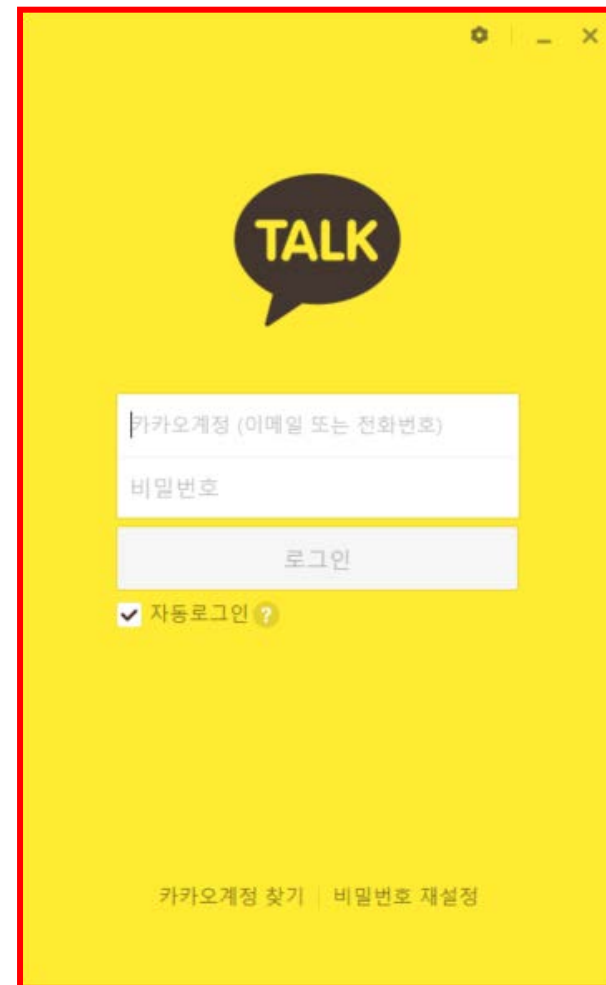 TALK
카카오계정 (이메일 또는 전화번호)
비밀번호
로그인
자동로그인 ?
카카오계정 찾기 | 비밀번호 재설정